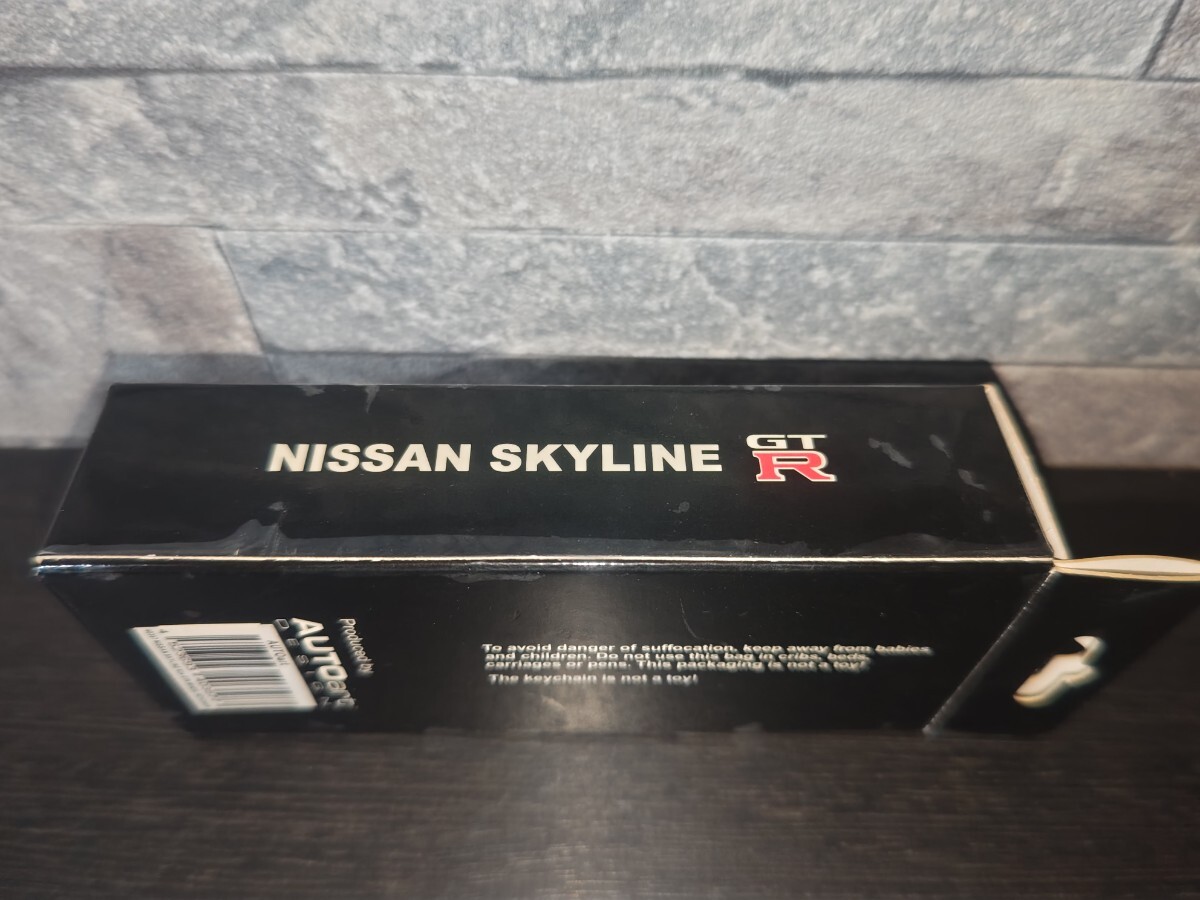 NISSAN SKYLINE GT
R
Produced by
AUTOart
DESIGN
To avoid danger of suffocation, keep away from babies
and children. Do not use this bag in cribs, beds,
carriages or pens. This packaging is not a toy!
The keychain is not a toy!